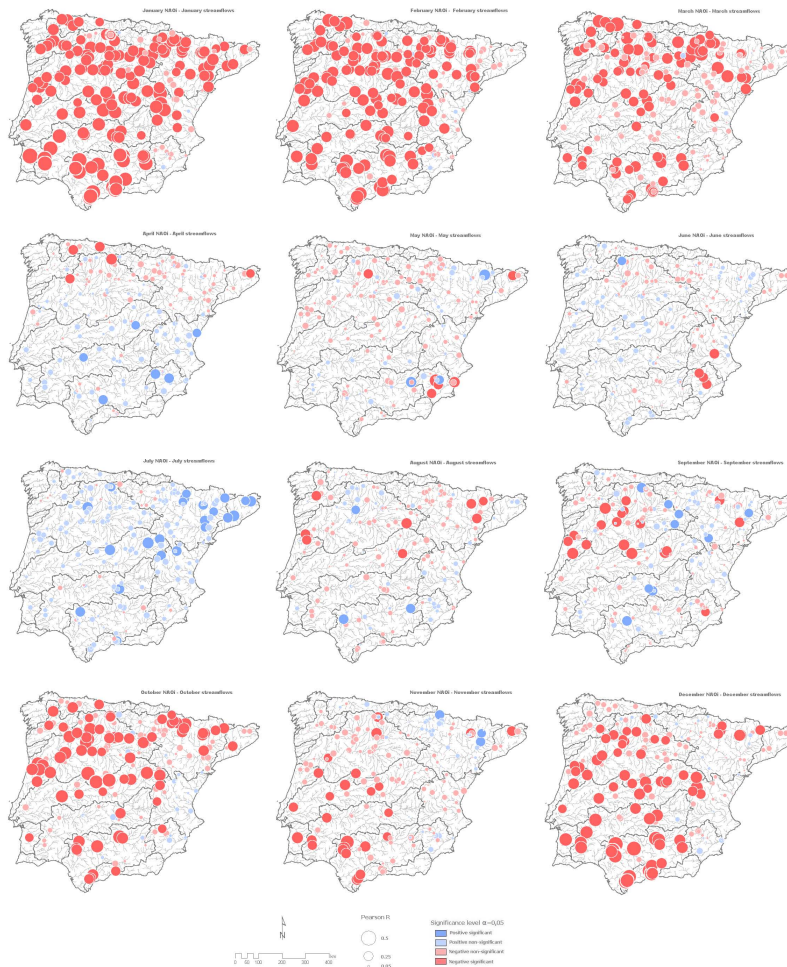 January NAOi - January streamflows
February NAOi - February streamflows
March NAOi - March streamflows
April NAOi - April streamflows
May NAOi - May streamflows
June NAOi - June streamflows
July NAOi - July streamflows
August NAOi - August streamflows
September NAOi - September streamflows
October NAOi - October streamflows
November NAOi - November streamflows
December NAOi - December streamflows
N
0 50 100 200 300 400
Pearson R
0.5
0.25
0.05
Significance level α=0,05
Positive significant
Positive non-significant
Negative non-significant
Negative significant